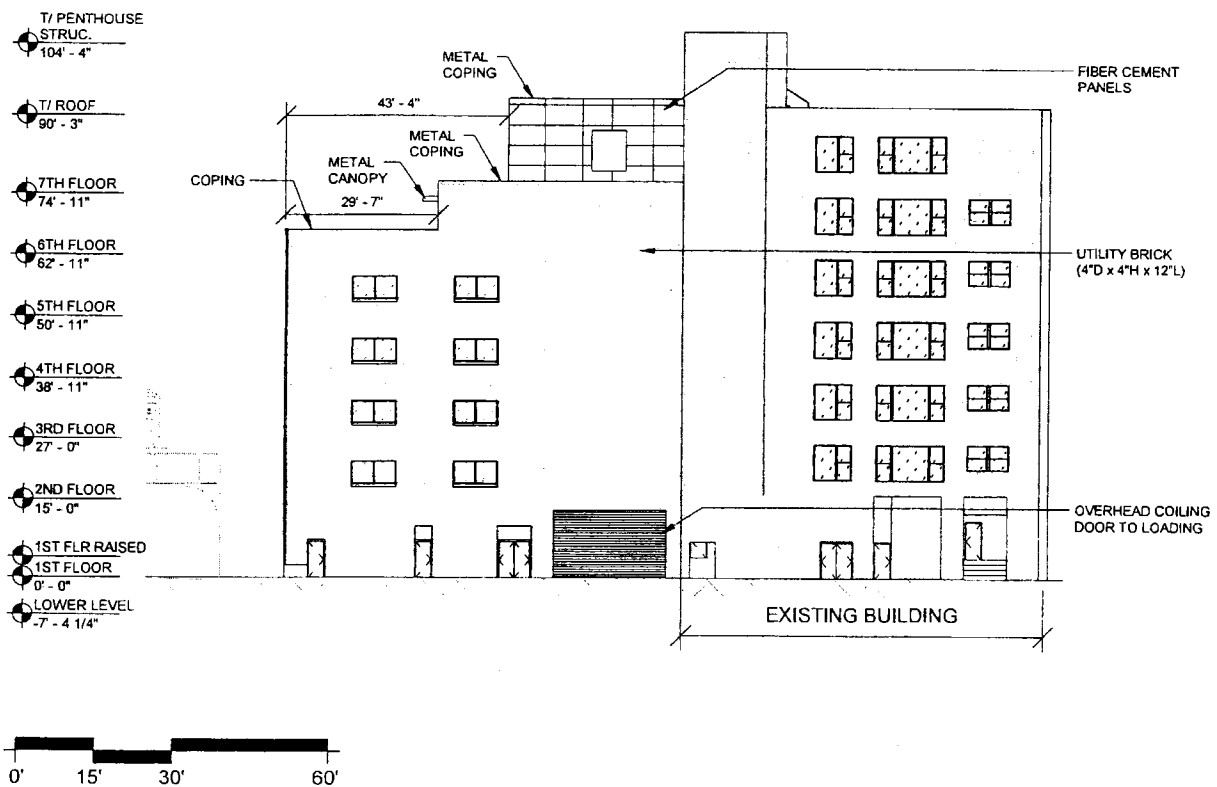 T/ PENTHOUSE
STRUC.
104' - 4"
T/ ROOF
90' - 3"
7TH FLOOR
74' - 11"
6TH FLOOR
62' - 11"
5TH FLOOR
50' - 11"
4TH FLOOR
38' - 11"
3RD FLOOR
27' - 0"
2ND FLOOR
15' - 0"
1ST FLR RAISED
1ST FLOOR
0' - 0"
LOWER LEVEL
-7' - 4 1/4"
METAL
COPING
43' - 4"
METAL
COPING
METAL
CANOPY
COPING
29' - 7"
FIBER CEMENT
PANELS
UTILITY BRICK
(4"D x 4"H x 12"L)
OVERHEAD COILING
DOOR TO LOADING
EXISTING BUILDING
0' 15' 30' 60'